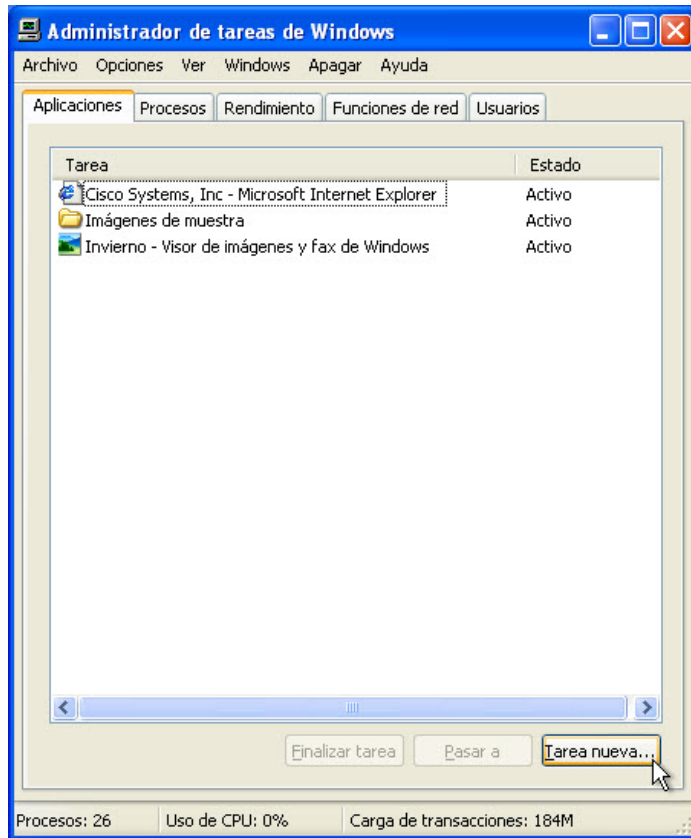 Administrador de tareas de Windows
Archivo Opciones Ver Windows Apagar Ayuda
Aplicaciones Procesos Rendimiento Funciones de red Usuarios
Tarea Estado
Cisco Systems, Inc - Microsoft Internet Explorer Activo
Imágenes de muestra Activo
Invierno - Visor de imágenes y fax de Windows Activo
Finalizar tarea Pasar a Tarea nueva...
Procesos: 26 Uso de CPU: 0% Carga de transacciones: 184M